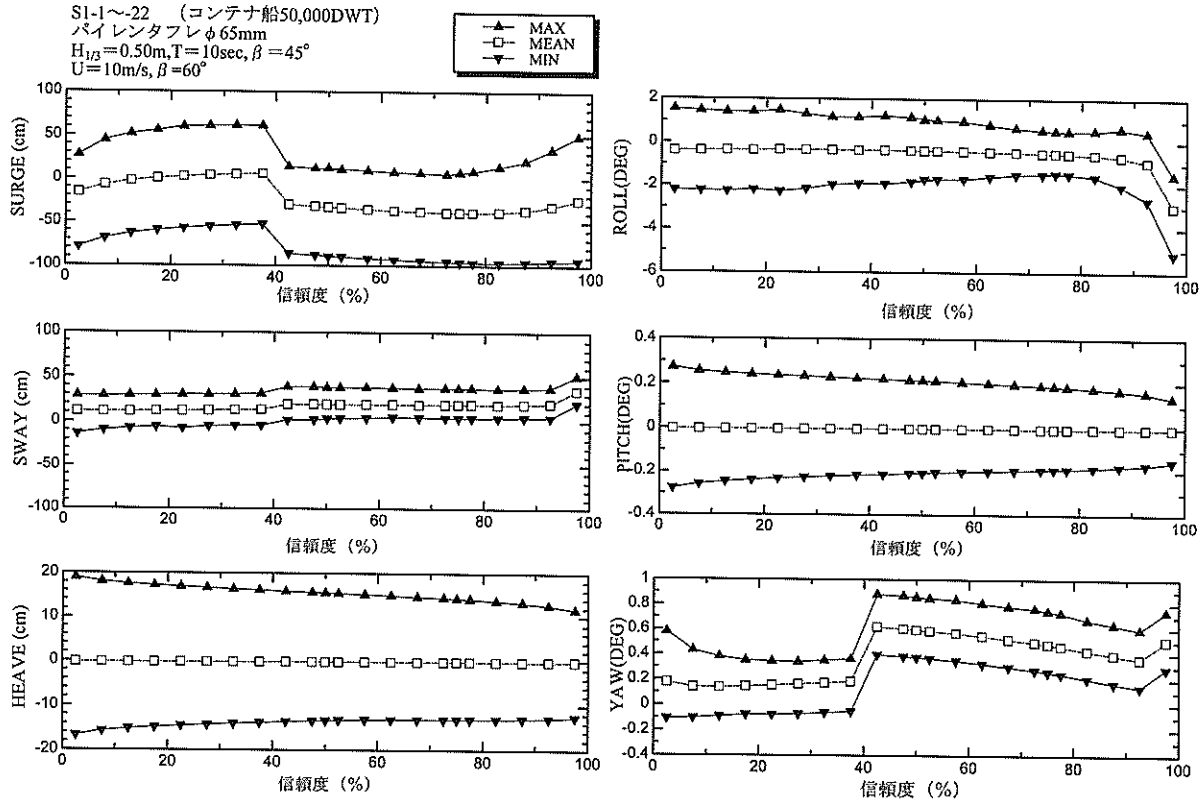 S1-1～-22 （コンテナ船50,000DWT）
パイレンタフレφ65mm
H1/3＝0.50m,T＝10sec, β＝45°
U＝10m/s, β=60°
MAX
MEAN
MIN
100
50
0
-50
-100
SURGE (cm)
0 20 40 60 80 100
信頼度（%）
2
0
-2
-4
-6
ROLL(DEG)
0 20 40 60 80 100
信頼度（%）
100
50
0
-50
-100
SWAY (cm)
0 20 40 60 80 100
信頼度（%）
0.4
0.2
0
-0.2
-0.4
PITCH(DEG)
0 20 40 60 80 100
信頼度（%）
20
10
0
-10
-20
HEAVE (cm)
0 20 40 60 80 100
信頼度（%）
1
0.8
0.6
0.4
0.2
0
-0.2
-0.4
YAW(DEG)
0 20 40 60 80 100
信頼度（%）